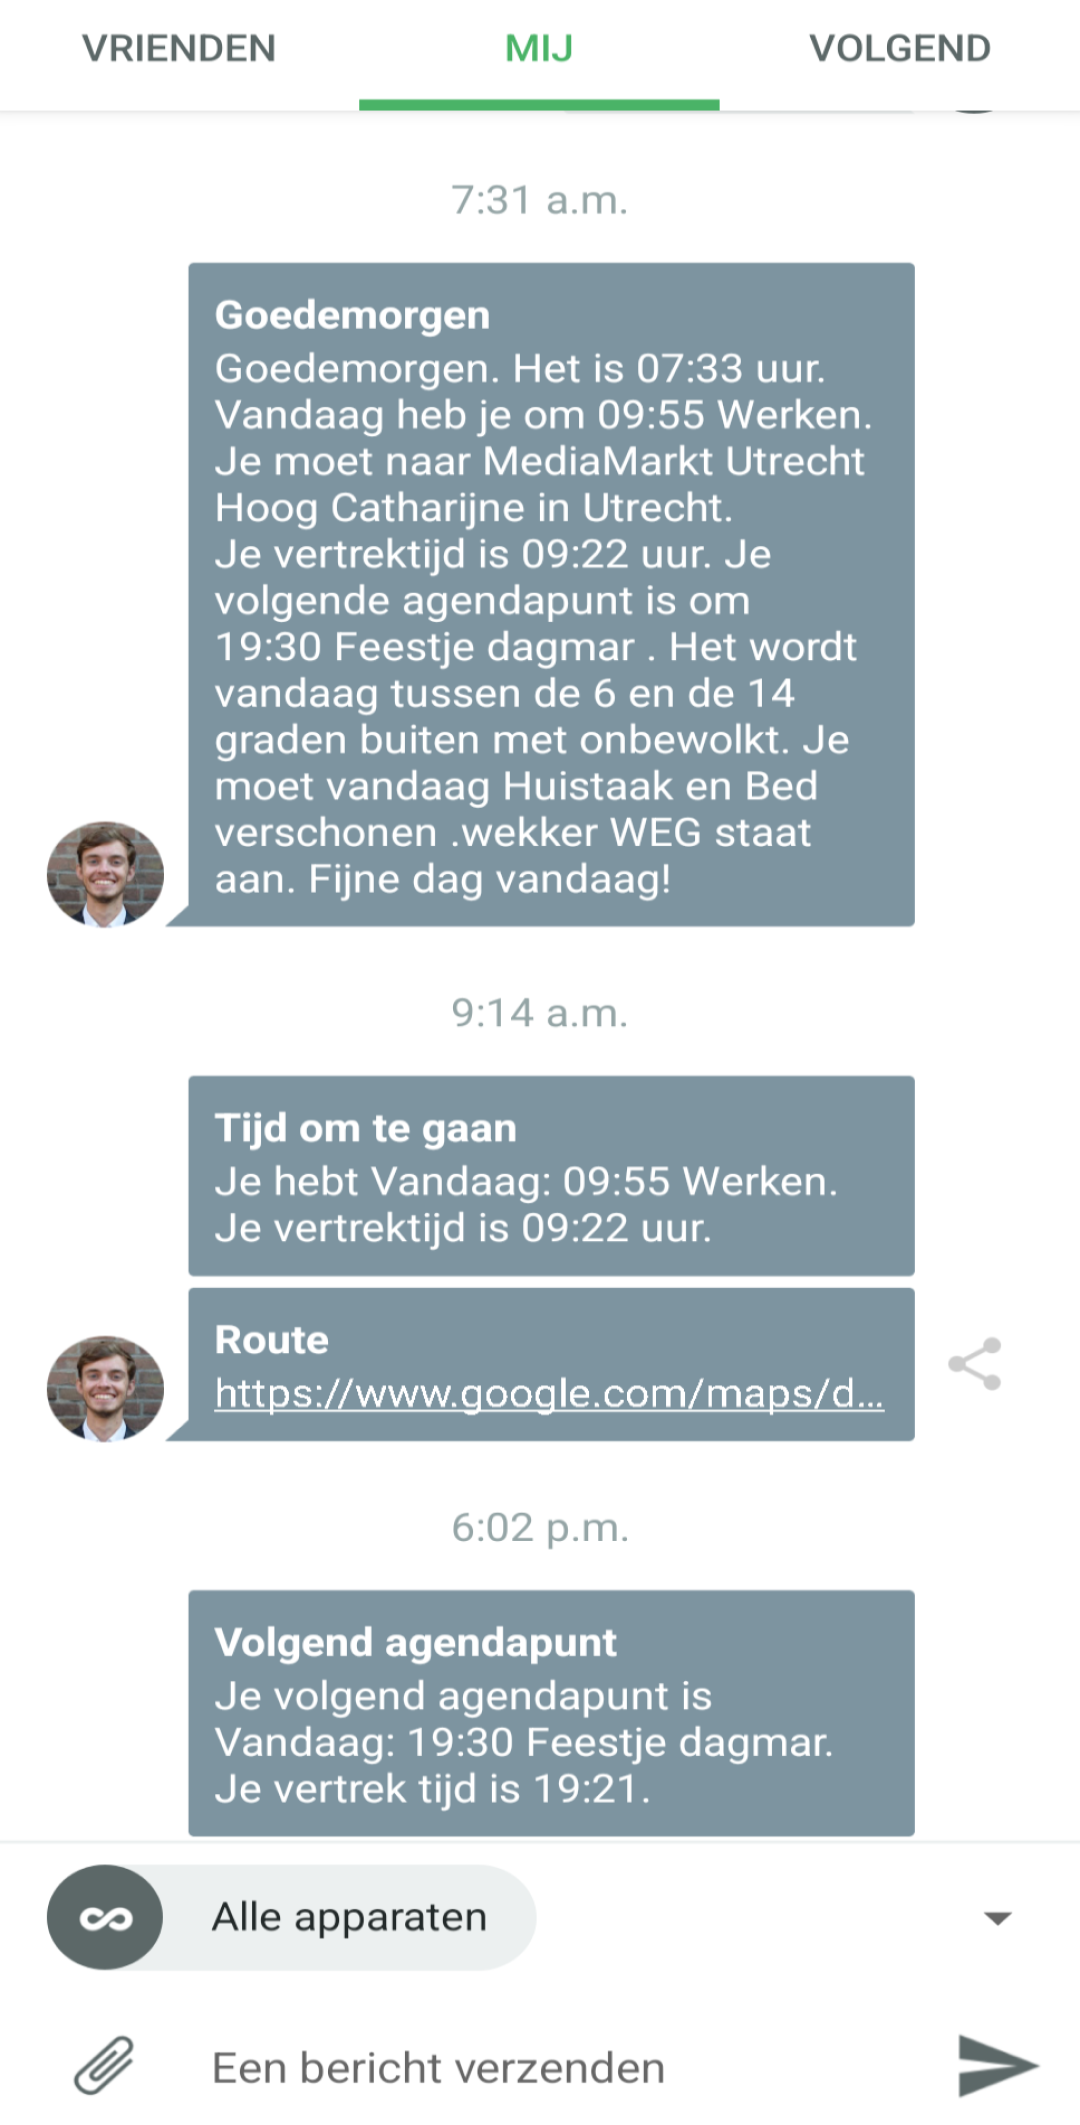 VRIENDEN MIJ VOLGEND
7:31 a.m.
Goedemorgen
Goedemorgen. Het is 07:33 uur.
Vandaag heb je om 09:55 Werken.
Je moet naar MediaMarkt Utrecht
Hoog Catharijne in Utrecht.
Je vertrektijd is 09:22 uur. Je
volgende agendapunt is om
19:30 Feestje dagmar . Het wordt
vandaag tussen de 6 en de 14
graden buiten met onbewolkt. Je
moet vandaag Huistaak en Bed
verschonen .wekker WEG staat
aan. Fijne dag vandaag!
9:14 a.m.
Tijd om te gaan
Je hebt Vandaag: 09:55 Werken.
Je vertrektijd is 09:22 uur.
Route
https://www.google.com/maps/d...
6:02 p.m.
Volgend agendapunt
Je volgend agendapunt is
Vandaag: 19:30 Feestje dagmar.
Je vertrek tijd is 19:21.
Alle apparaten
Een bericht verzenden